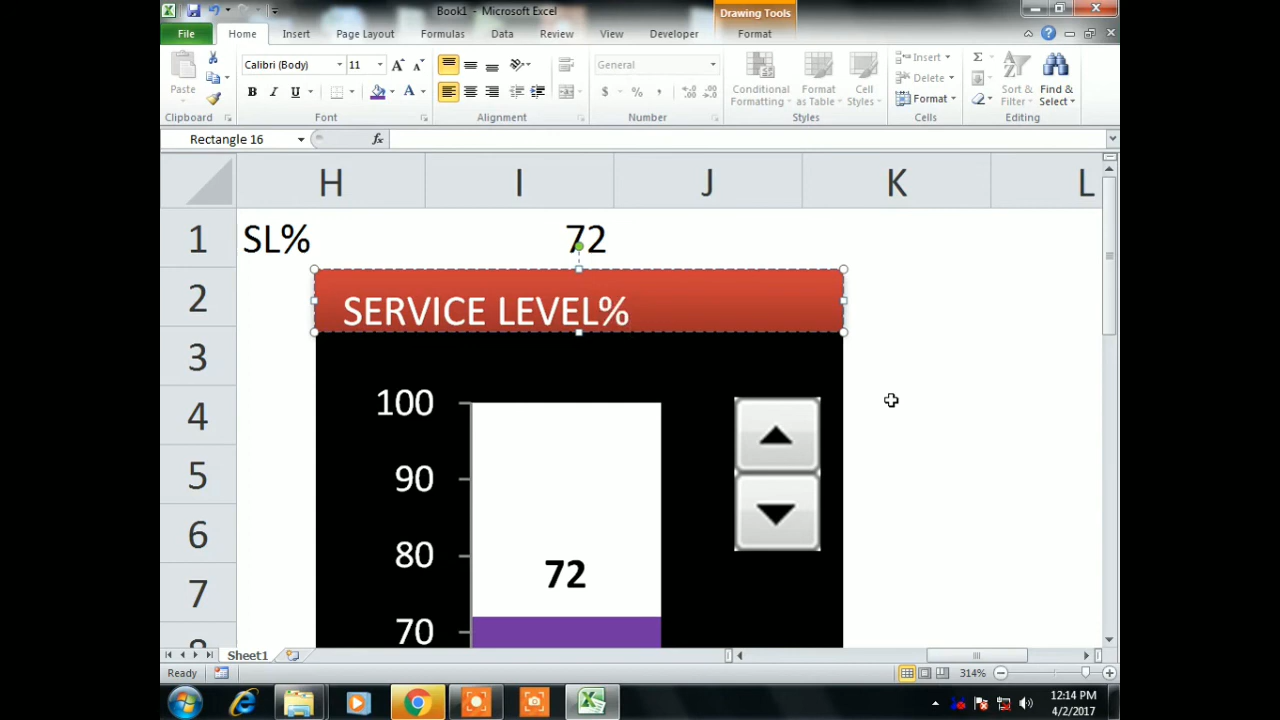 Book1 - Microsoft Excel
Drawing Tools
File Home Insert Page Layout Formulas Data Review View Developer Format
Calibri (Body) 11 General
Paste
Conditional Formatting
Format as Table
Cell Styles
Insert
Delete
Format
Sort & Filter
Find & Select
Clipboard Font Alignment Number Styles Cells Editing
Rectangle 16 fx
H I J K L
1 SL% 72
2 SERVICE LEVEL%
3
4 100
5 90
6 80
7 72
70
Sheet1
Ready 314%
12:14 PM
4/2/2017